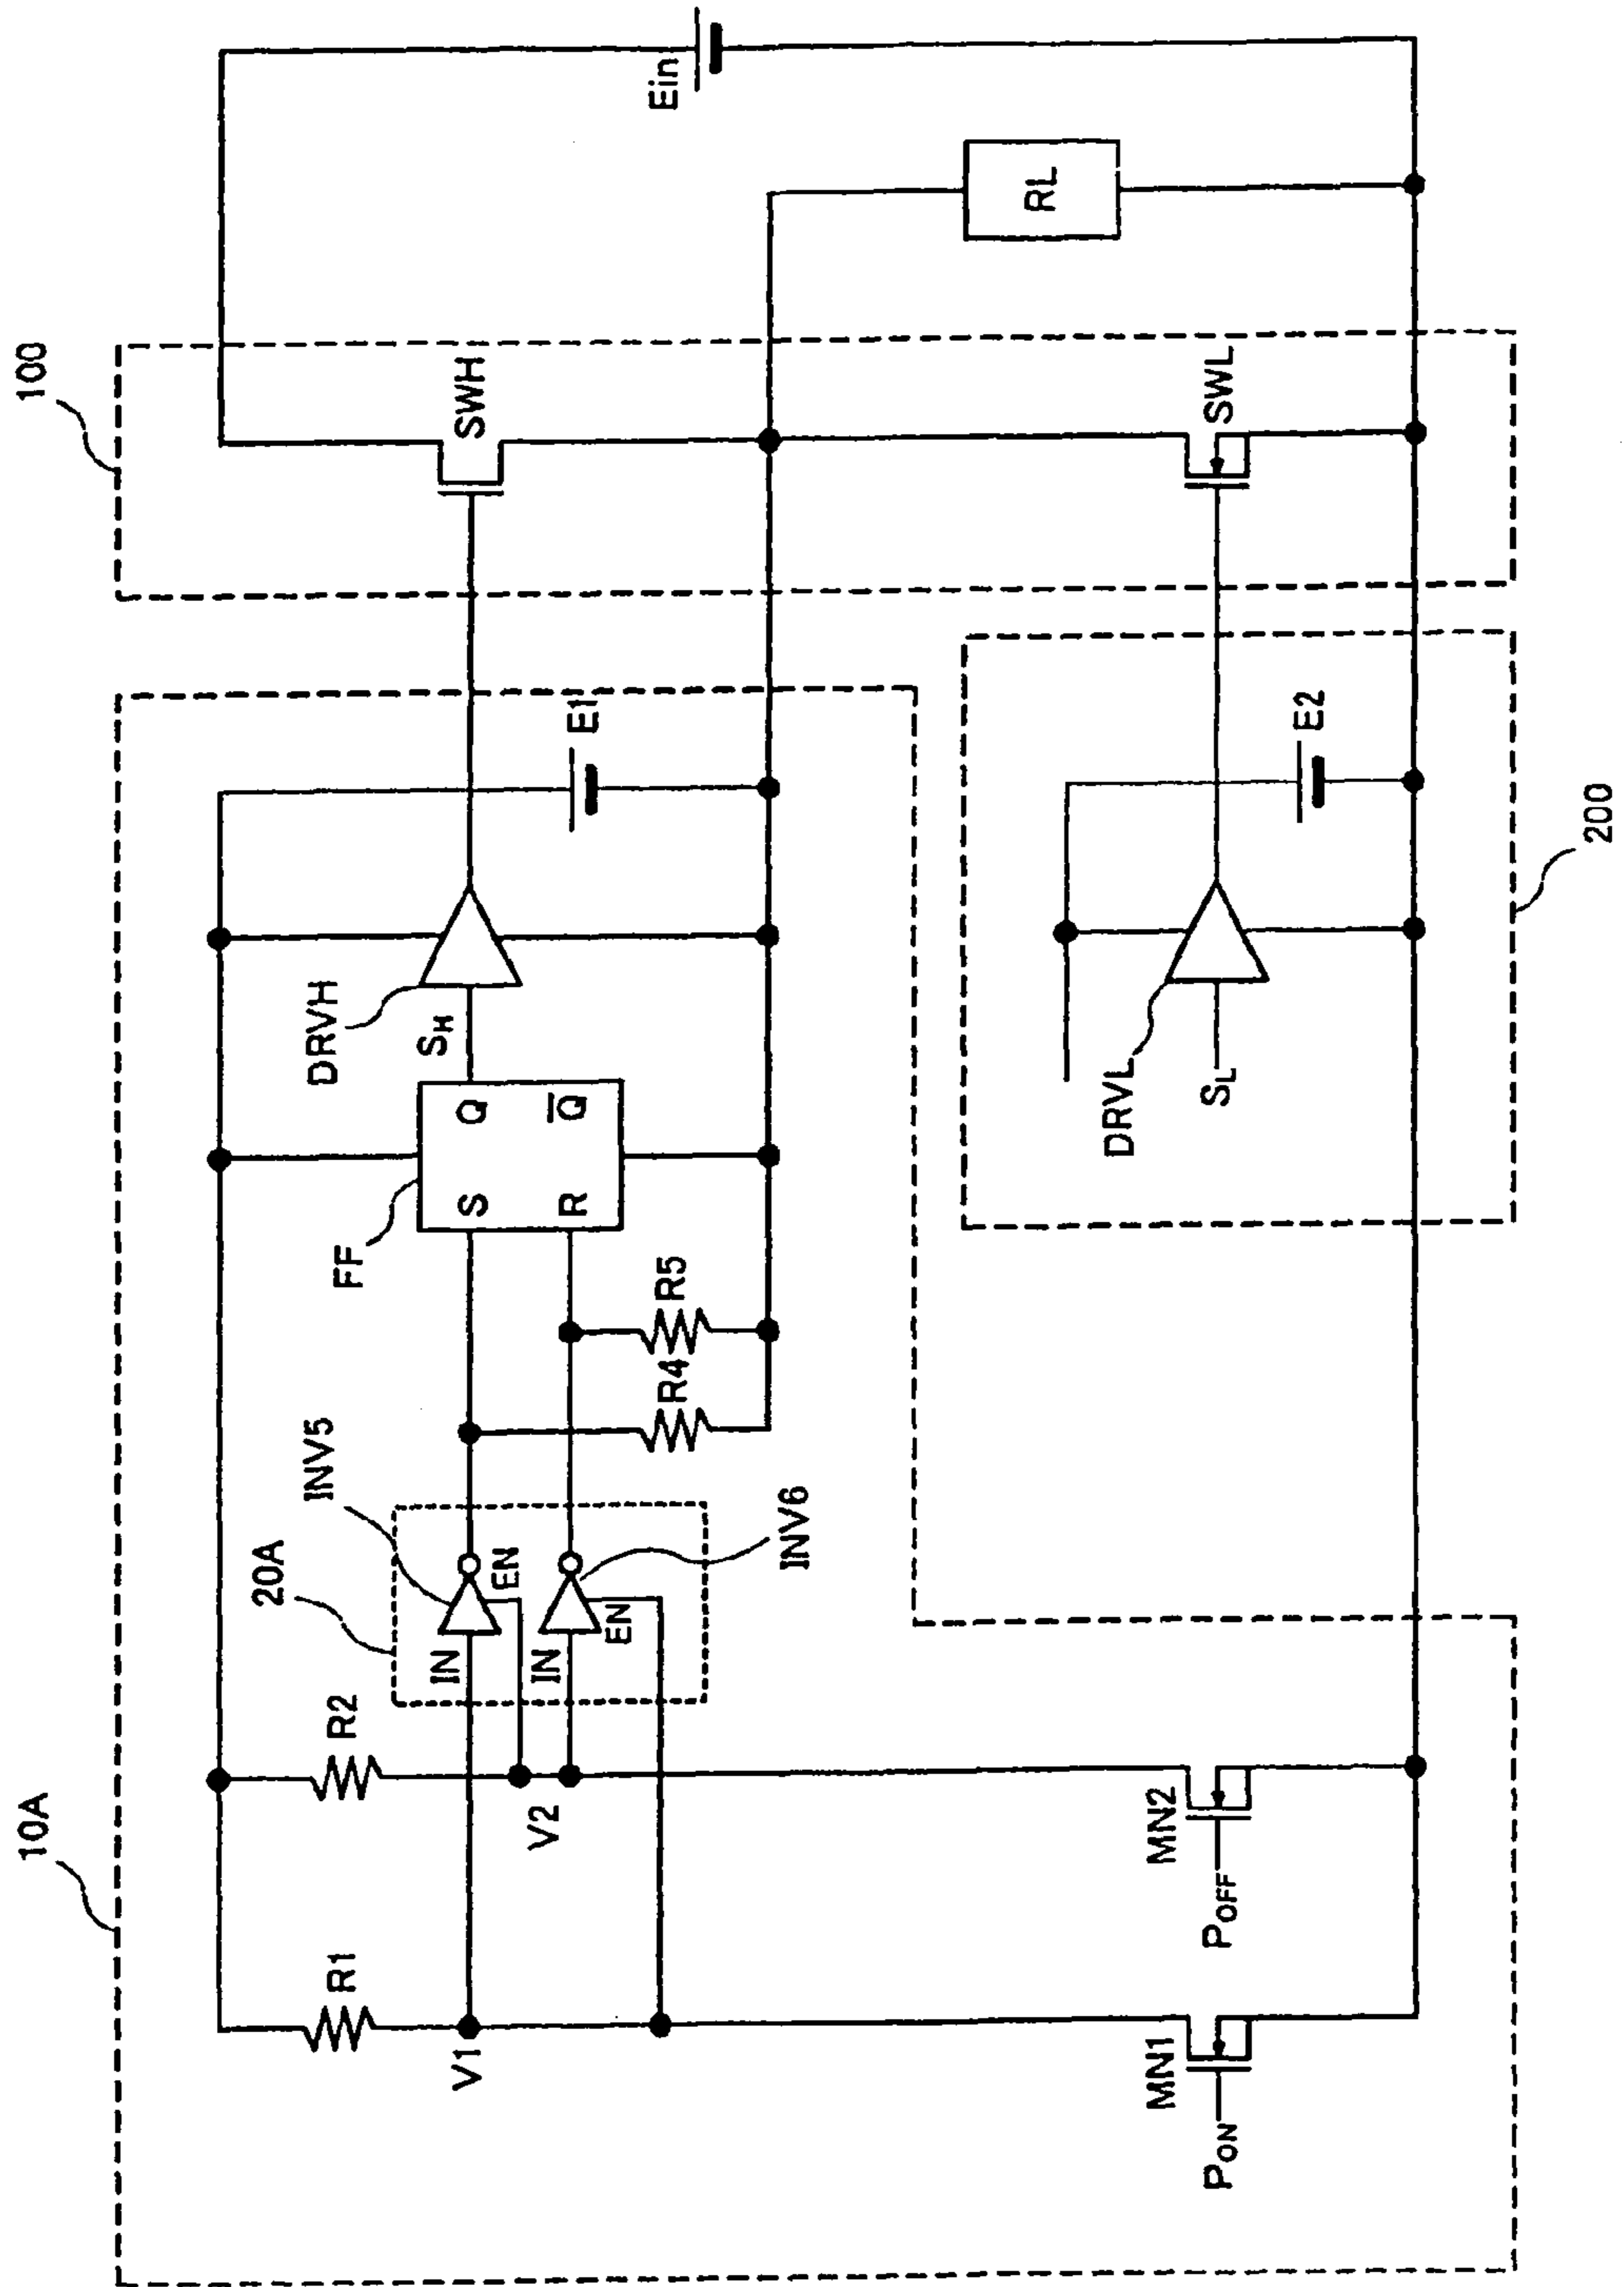 10A
100
R1
R2
20A
INV5
FF
DRVH
SH
E1
SWH
Ein
V1
V2
IN
EN
IN
EN
INV6
S
Q
R
Q̅
R4
R5
RL
MN1
PON
MN2
POFF
DRVL
SL
E2
SWL
200